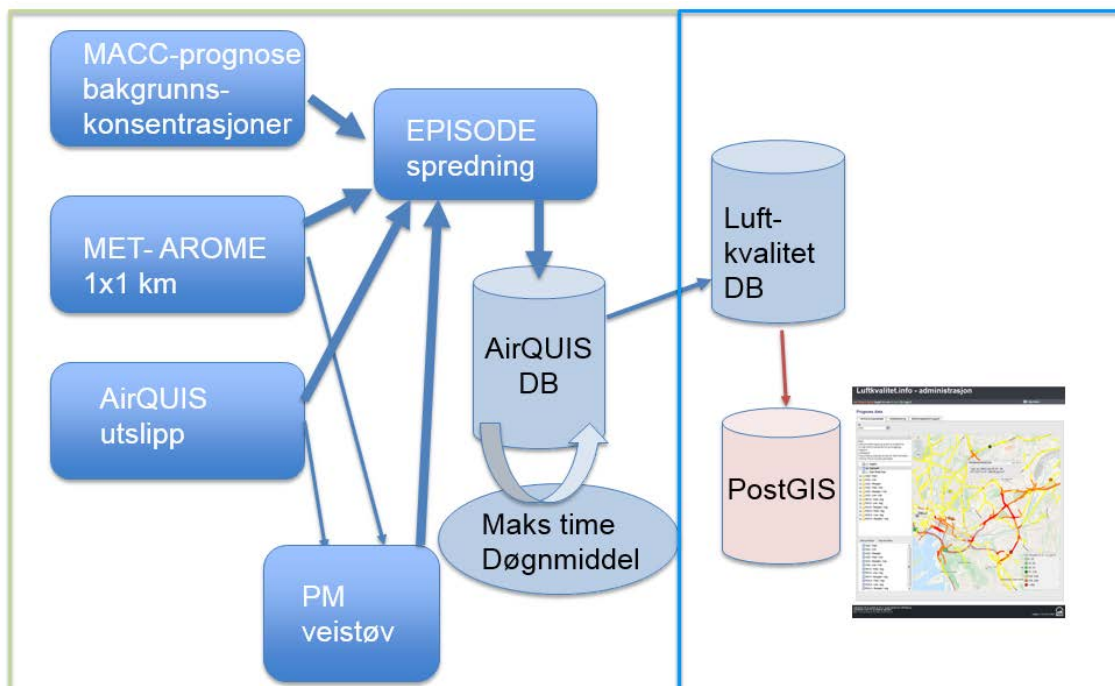 MACC-prognose
bakgrunns-
konsentrasjoner
EPISODE
spredning
MET- AROME
1x1 km
AirQUIS
utslipp
PM
veistøv
AirQUIS
DB
Maks time
Døgnmiddel
Luft-
kvalitet
DB
PostGIS
Luftkvalitet.info - administrasjon